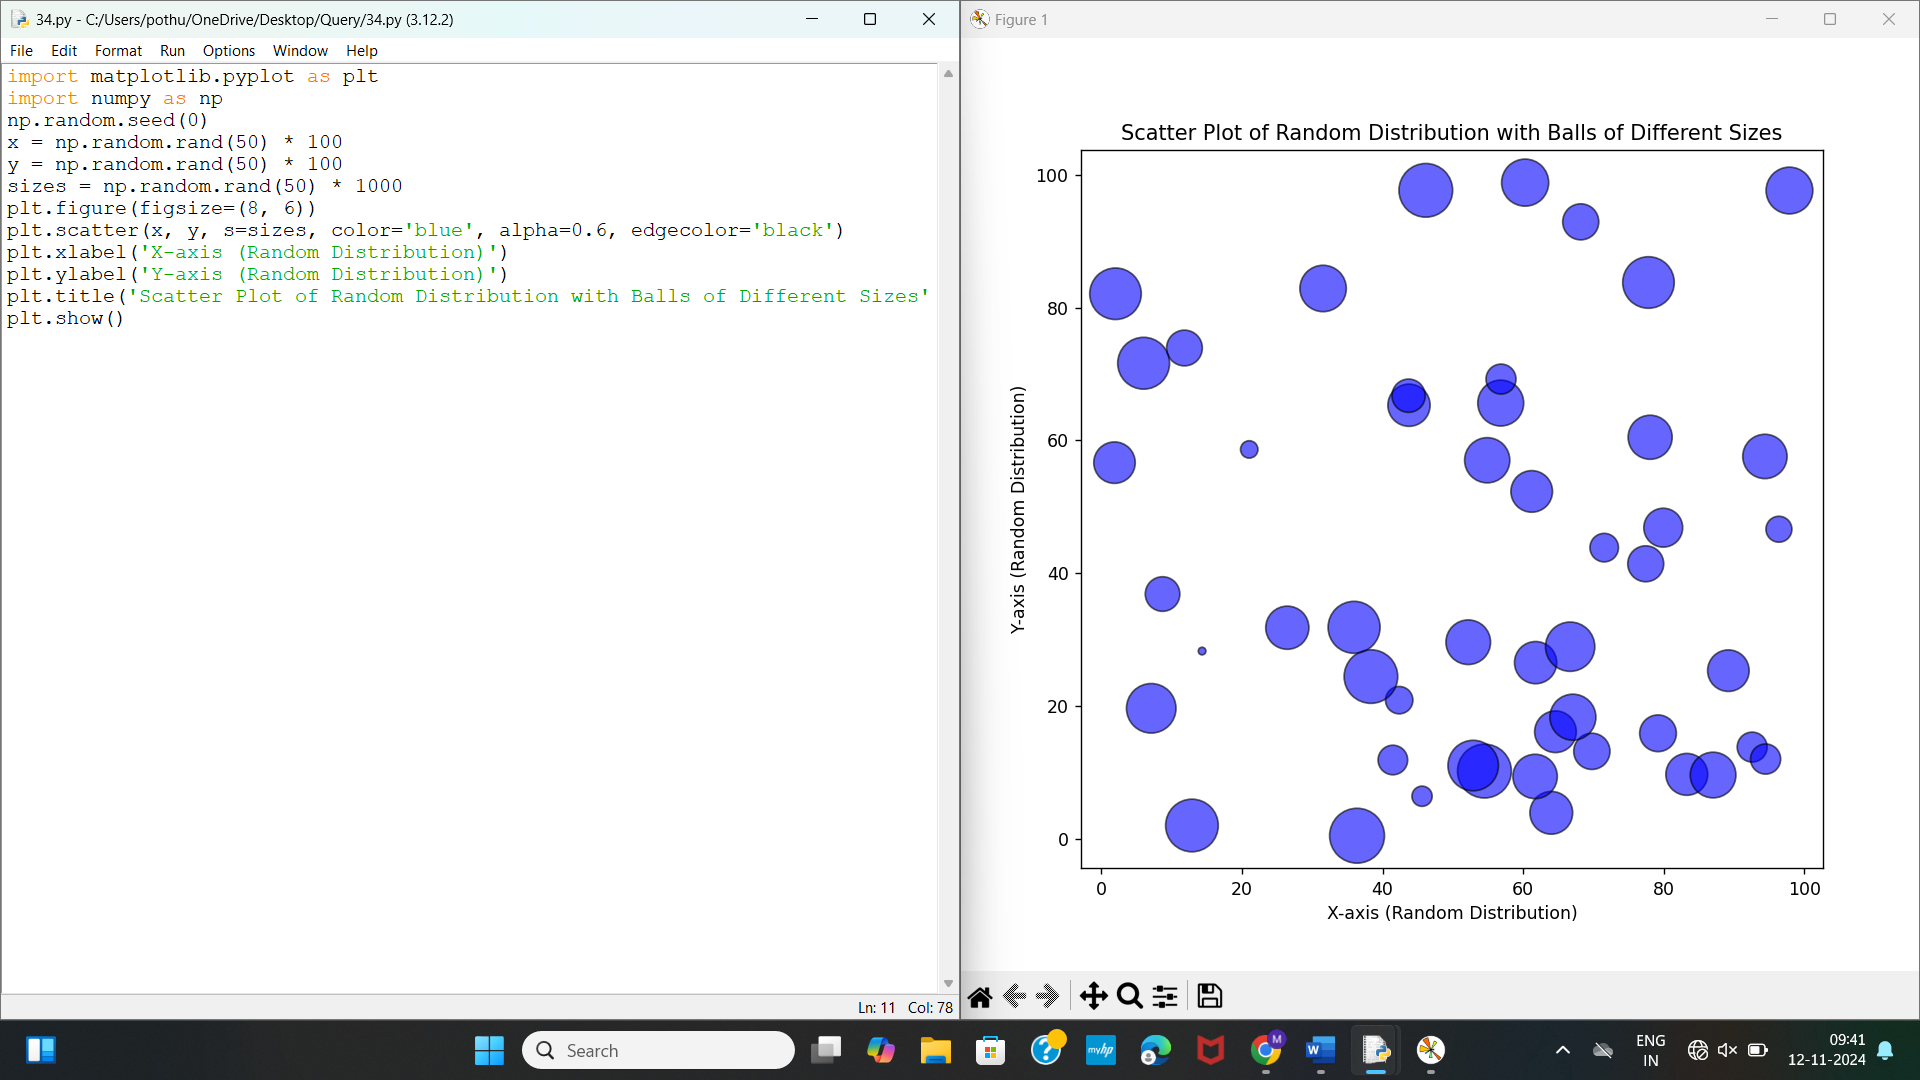 34.py - C:/Users/pothu/OneDrive/Desktop/Query/34.py (3.12.2)
File Edit Format Run Options Window Help
import matplotlib.pyplot as plt
import numpy as np
np.random.seed(0)
x = np.random.rand(50) * 100
y = np.random.rand(50) * 100
sizes = np.random.rand(50) * 1000
plt.figure(figsize=(8, 6))
plt.scatter(x, y, s=sizes, color='blue', alpha=0.6, edgecolor='black')
plt.xlabel('X-axis (Random Distribution)')
plt.ylabel('Y-axis (Random Distribution)')
plt.title('Scatter Plot of Random Distribution with Balls of Different Sizes'
plt.show()
Ln: 11 Col: 78
Figure 1
Scatter Plot of Random Distribution with Balls of Different Sizes
Y-axis (Random Distribution)
100
80
60
40
20
0
0 20 40 60 80 100
X-axis (Random Distribution)
Search
myhp
M
W
ENG
IN
09:41
12-11-2024